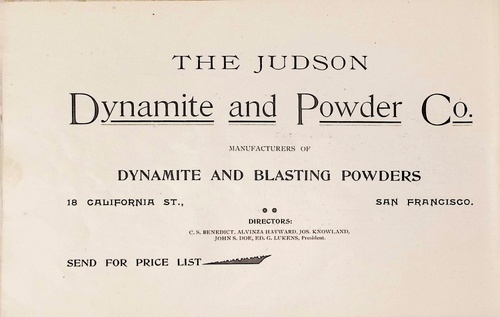 THE JUDSON
Dynamite and Powder Co.
MANUFACTURERS OF
DYNAMITE AND BLASTING POWDERS
18 CALIFORNIA ST., SAN FRANCISCO.
DIRECTORS:
C. S. BENEDICT, ALVINZA HAYWARD, JOS. KNOWLAND,
JOHN S. DOE, ED. G. LUKENS, President.
SEND FOR PRICE LIST